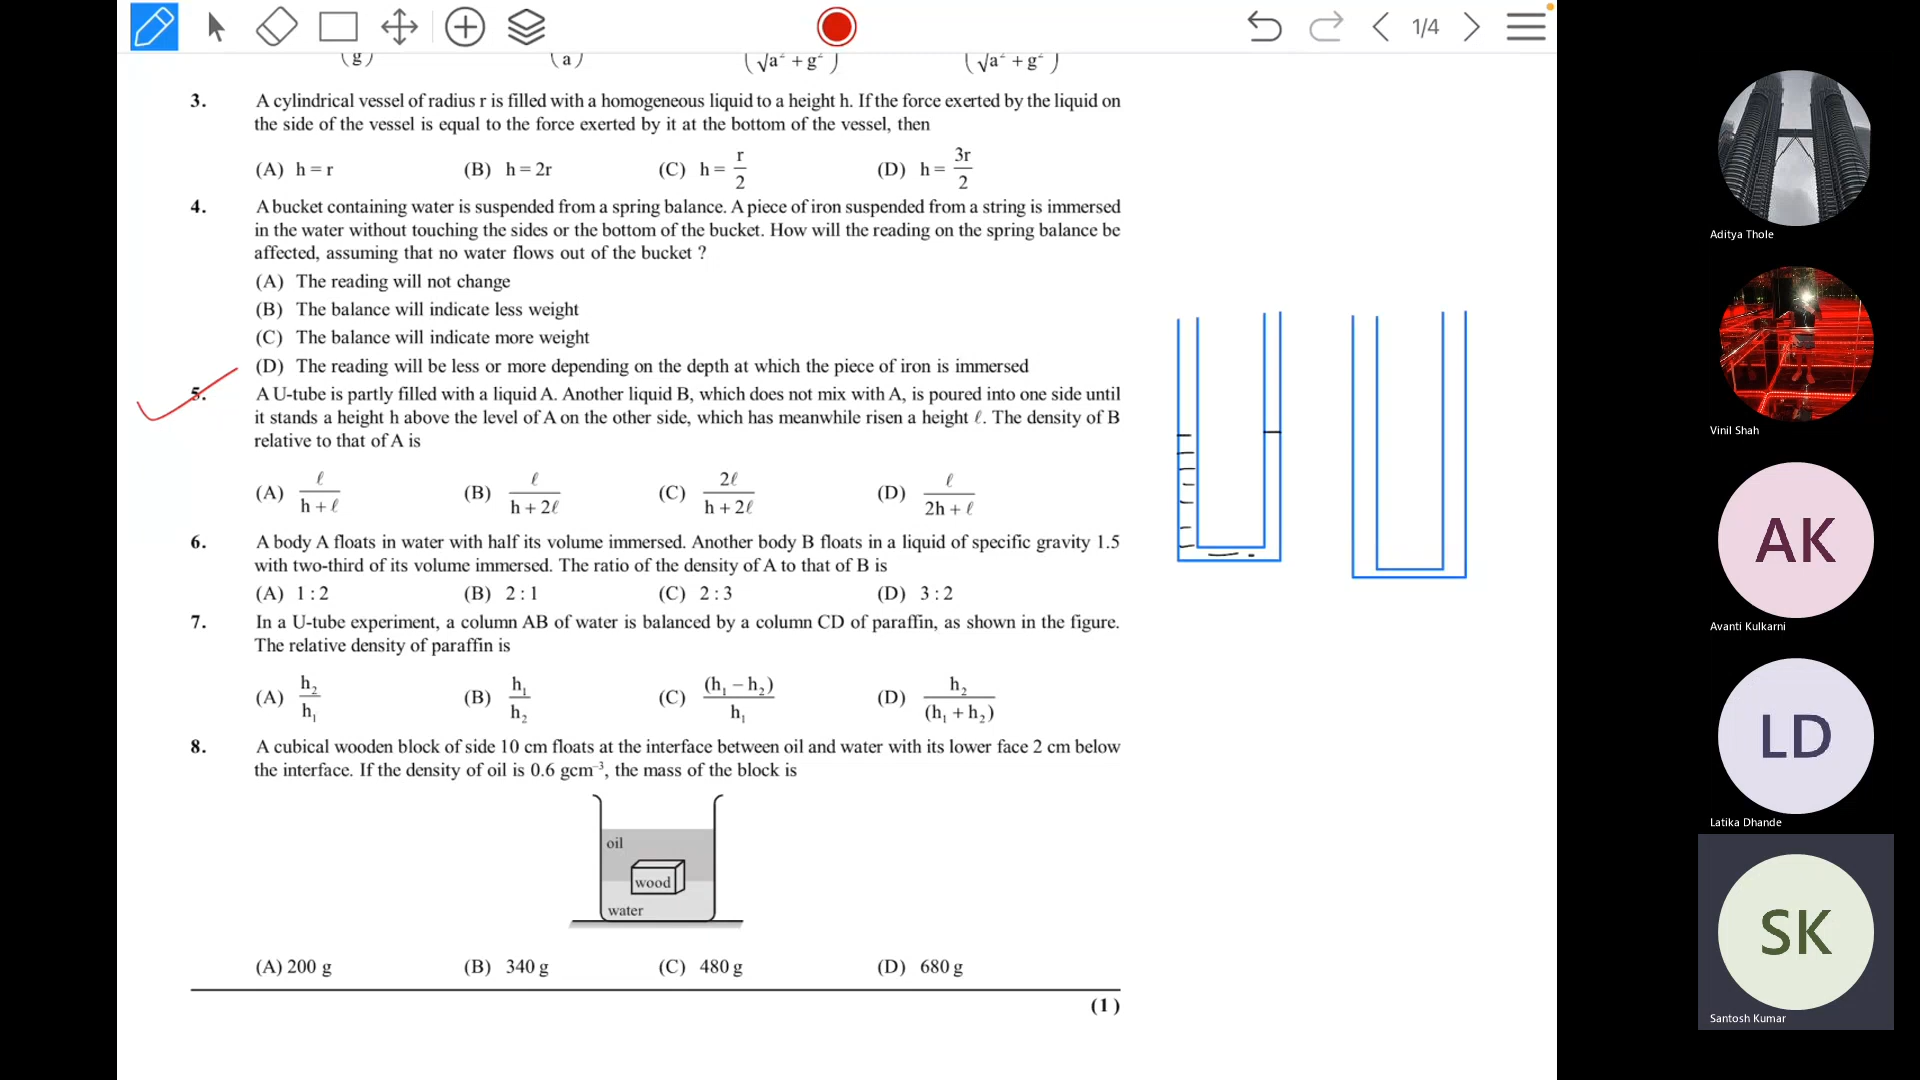 1/4
(g) (a) (√a² + g²) (√a² + g²)
3. A cylindrical vessel of radius r is filled with a homogeneous liquid to a height h. If the force exerted by the liquid on
the side of the vessel is equal to the force exerted by it at the bottom of the vessel, then
(A) h = r (B) h = 2r (C) h = r/2 (D) h = 3r/2
4. A bucket containing water is suspended from a spring balance. A piece of iron suspended from a string is immersed
in the water without touching the sides or the bottom of the bucket. How will the reading on the spring balance be
affected, assuming that no water flows out of the bucket ?
(A) The reading will not change
(B) The balance will indicate less weight
(C) The balance will indicate more weight
(D) The reading will be less or more depending on the depth at which the piece of iron is immersed
5. A U-tube is partly filled with a liquid A. Another liquid B, which does not mix with A, is poured into one side until
it stands a height h above the level of A on the other side, which has meanwhile risen a height ℓ. The density of B
relative to that of A is
(A) ℓ/(h + ℓ) (B) ℓ/(h + 2ℓ) (C) 2ℓ/(h + 2ℓ) (D) ℓ/(2h + ℓ)
6. A body A floats in water with half its volume immersed. Another body B floats in a liquid of specific gravity 1.5
with two-third of its volume immersed. The ratio of the density of A to that of B is
(A) 1 : 2 (B) 2 : 1 (C) 2 : 3 (D) 3 : 2
7. In a U-tube experiment, a column AB of water is balanced by a column CD of paraffin, as shown in the figure.
The relative density of paraffin is
(A) h₂/h₁ (B) h₁/h₂ (C) (h₁ – h₂)/h₁ (D) h₂/(h₁ + h₂)
8. A cubical wooden block of side 10 cm floats at the interface between oil and water with its lower face 2 cm below
the interface. If the density of oil is 0.6 gcm⁻³, the mass of the block is
oil
wood
water
(A) 200 g (B) 340 g (C) 480 g (D) 680 g
(1)
Aditya Thole
Vinil Shah
AK
Avanti Kulkarni
LD
Latika Dhande
SK
Santosh Kumar